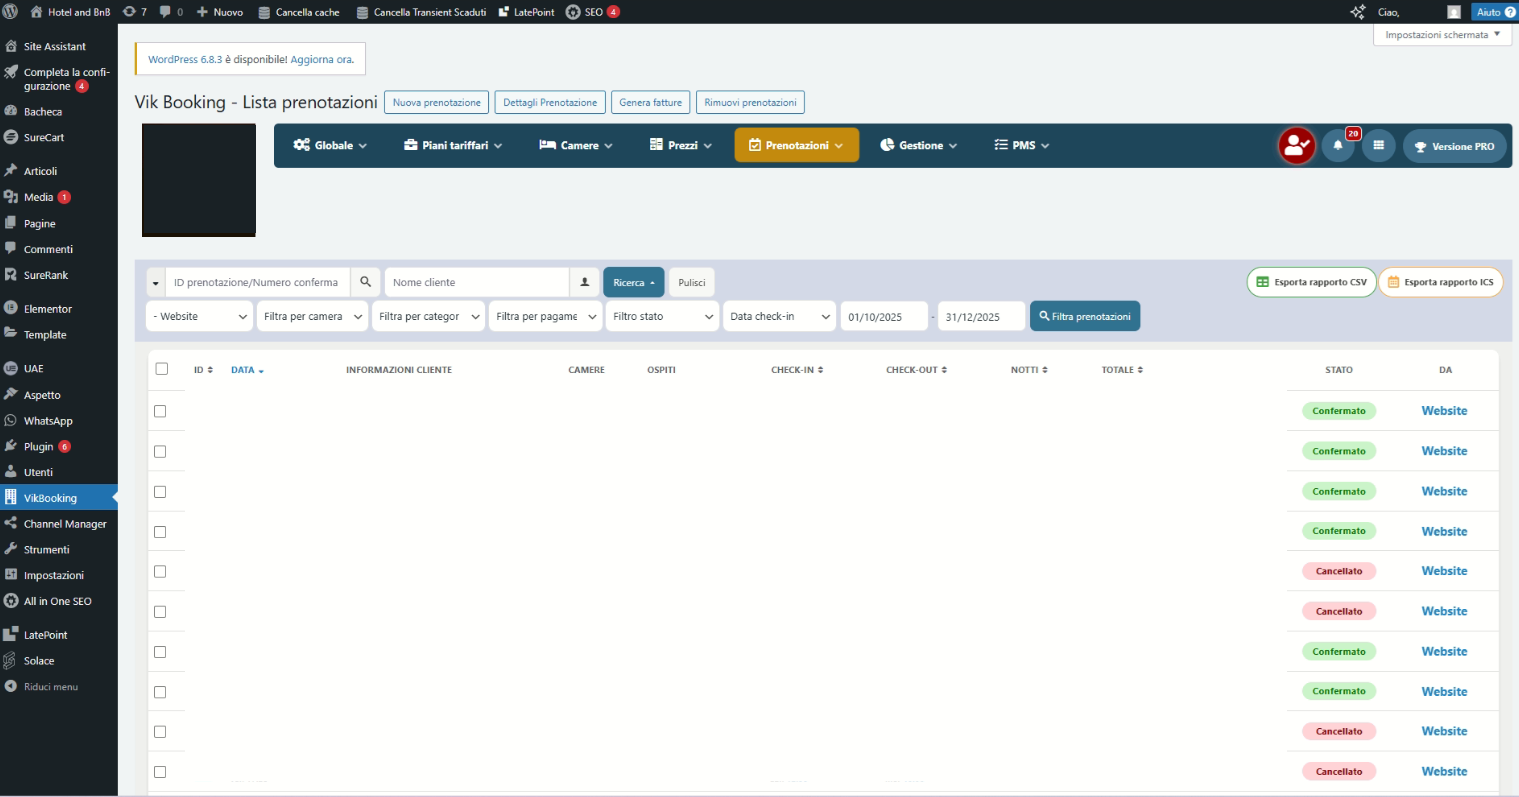 Hotel and BnB 7 0 Nuovo Cancella cache Cancella Transient Scaduti LatePoint SEO 4 Ciao, Aiuto ?
Impostazioni schermata
Site Assistant
Completa la confi-
gurazione 4
Bacheca
SureCart
Articoli
Media 1
Pagine
Commenti
SureRank
Elementor
Template
UAE
Aspetto
WhatsApp
Plugin 6
Utenti
VikBooking
Channel Manager
Strumenti
Impostazioni
All in One SEO
LatePoint
Solace
Riduci menu
WordPress 6.8.3 è disponibile! Aggiorna ora.
Vik Booking - Lista prenotazioni Nuova prenotazione Dettagli Prenotazione Genera fatture Rimuovi prenotazioni
Globale Piani tariffari Camere Prezzi Prenotazioni Gestione PMS 20 Versione PRO
ID prenotazione/Numero conferma Nome cliente Ricerca Pulisci Esporta rapporto CSV Esporta rapporto ICS
- Website Filtra per camera Filtra per categor Filtra per pagame Filtro stato Data check-in 01/10/2025 - 31/12/2025 Filtra prenotazioni
ID DATA INFORMAZIONI CLIENTE CAMERE OSPITI CHECK-IN CHECK-OUT NOTTI TOTALE STATO DA
Confermato Website
Confermato Website
Confermato Website
Confermato Website
Cancellato Website
Cancellato Website
Confermato Website
Confermato Website
Cancellato Website
Cancellato Website